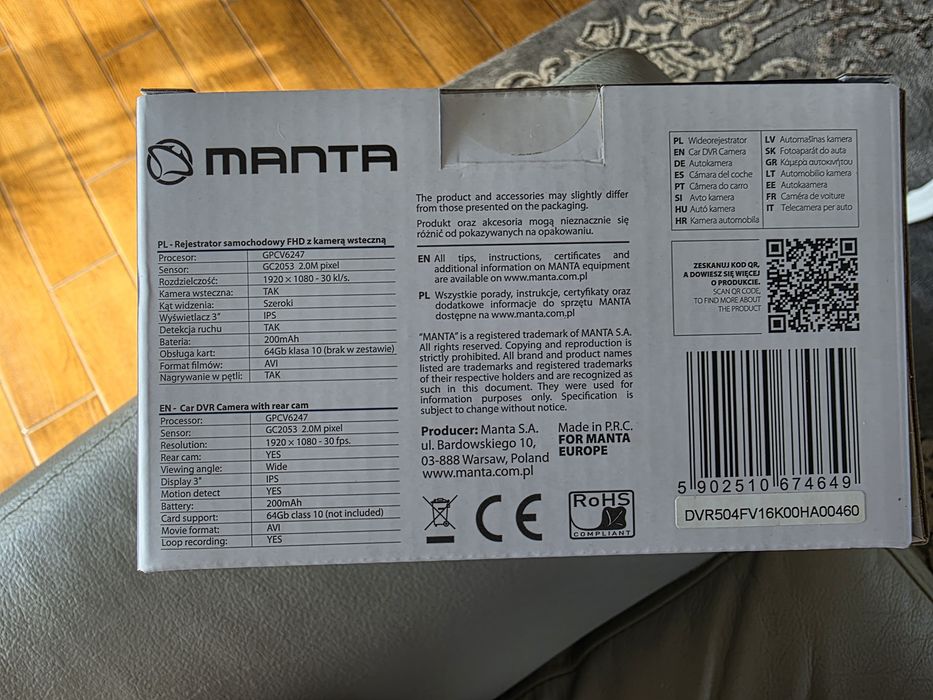 MANTA
PL - Rejestrator samochodowy FHD z kamerą wsteczną
Procesor: GPCV6247
Sensor: GC2053 2.0M pixel
Rozdzielczość: 1920 × 1080 - 30 kl/s.
Kamera wsteczna: TAK
Kąt widzenia: Szeroki
Wyświetlacz 3" IPS
Detekcja ruchu TAK
Bateria: 200mAh
Obsługa kart: 64Gb klasa 10 (brak w zestawie)
Format filmów: AVI
Nagrywanie w pętli: TAK
EN - Car DVR Camera with rear cam
Processor: GPCV6247
Sensor: GC2053 2.0M pixel
Resolution: 1920 × 1080 - 30 fps.
Rear cam: YES
Viewing angle: Wide
Display 3" IPS
Motion detect YES
Battery: 200mAh
Card support: 64Gb class 10 (not included)
Movie format: AVI
Loop recording: YES
The product and accessories may slightly differ
from those presented on the packaging.
Produkt oraz akcesoria mogą nieznacznie się
różnić od pokazywanych na opakowaniu.
EN All tips, instructions, certificates and
additional information on MANTA equipment
are available on www.manta.com.pl
PL Wszystkie porady, instrukcje, certyfikaty oraz
dodatkowe informacje do sprzętu MANTA
dostępne na www.manta.com.pl
"MANTA" is a registered trademark of MANTA S.A.
All rights reserved. Copying and reproduction is
strictly prohibited. All brand and product names
listed are trademarks and registered trademarks
of their respective holders and are recognized as
such in this document. They were used for
information purposes only. Specification is
subject to change without notice.
Producer: Manta S.A.
ul. Bardowskiego 10,
03-888 Warsaw, Poland
www.manta.com.pl
Made in P.R.C.
FOR MANTA
EUROPE
CE
RoHS
COMPLIANT
PL Wideorejestrator
EN Car DVR Camera
DE Autokamera
ES Cámara del coche
PT Câmera do carro
SI Avto kamera
HU Autó kamera
HR Kamera automobila
LV Automašīnas kamera
SK Fotoaparát do auta
GR Κάμερα αυτοκινήτου
LT Automobilio kamera
EE Autokaamera
FR Caméra de voiture
IT Telecamera per auto
ZESKANUJ KOD QR,
A DOWIESZ SIĘ WIĘCEJ
O PRODUKCIE.
SCAN QR CODE,
TO FIND MORE ABOUT
THE PRODUCT
5 902510 674649
DVR504FV16K00HA00460